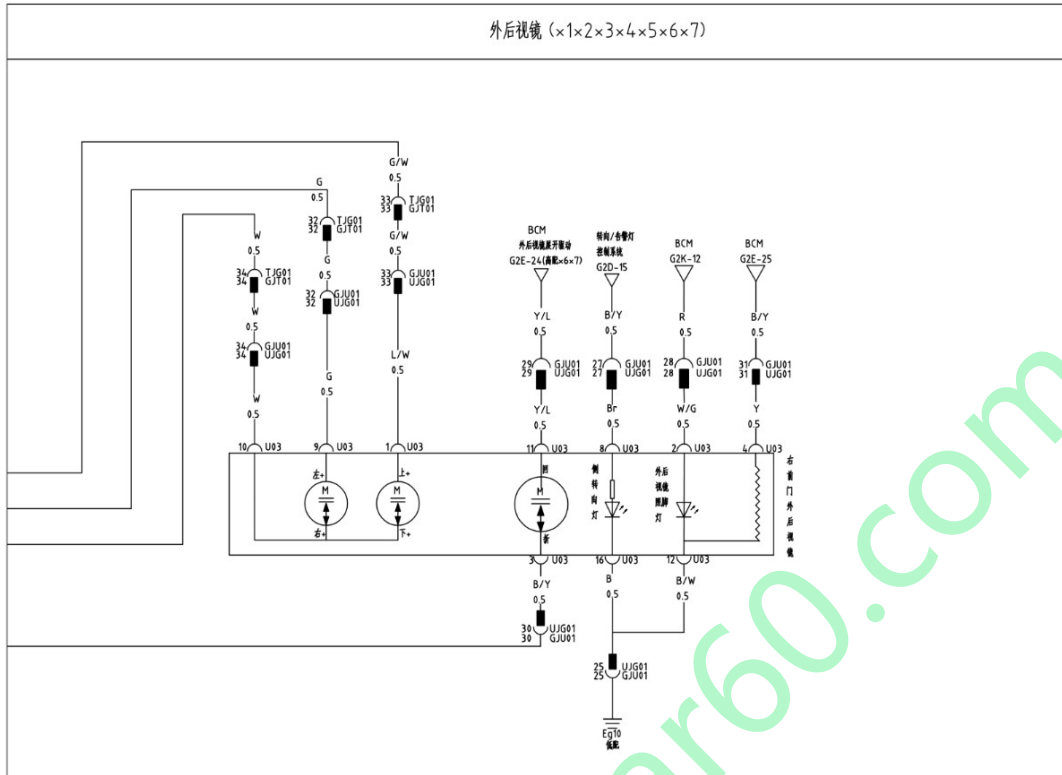 外后视镜 (×1×2×3×4×5×6×7)
G/W
0.5
33 TJG01
33 GJT01
G/W
0.5
33 GJU01
33 UJG01
L/W
0.5
1 U03
G
0.5
32 TJG01
32 GJT01
G
0.5
32 GJU01
32 UJG01
G
0.5
9 U03
W
0.5
34 TJG01
34 GJT01
W
0.5
34 GJU01
34 UJG01
W
0.5
10 U03
BCM
外后视镜展开驱动
G2E-24(高配×6×7)
Y/L
0.5
29 GJU01
29 UJG01
Y/L
0.5
11 U03
转向/告警灯
控制系统
G2D-15
B/Y
0.5
27 GJU01
27 UJG01
Br
0.5
8 U03
BCM
G2K-12
R
0.5
28 GJU01
28 UJG01
W/G
0.5
2 U03
BCM
G2E-25
B/Y
0.5
31 GJU01
31 UJG01
Y
0.5
4 U03
左+
M
右+
上+
M
下+
回
M
折
侧转向灯
外后视镜照脚灯
右前门外后视镜
3 U03
B/Y
0.5
30 UJG01
30 GJU01
16 U03
B
0.5
12 U03
B/W
0.5
25 UJG01
25 GJU01
Eg10
低配
ar60.com